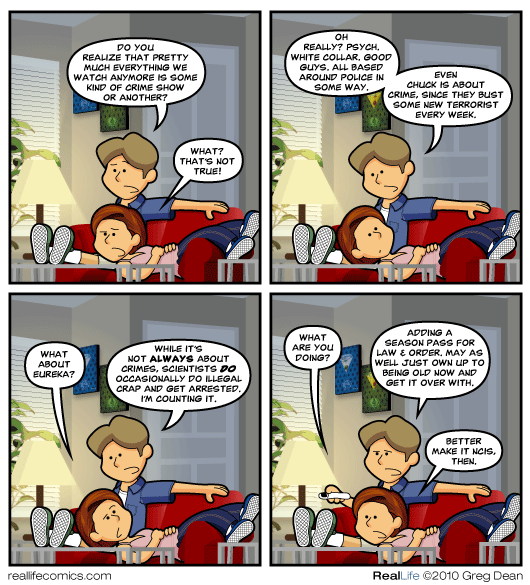 DO YOU
REALIZE THAT PRETTY
MUCH EVERYTHING WE
WATCH ANYMORE IS SOME
KIND OF CRIME SHOW
OR ANOTHER?
WHAT?
THAT'S NOT
TRUE!
OH
REALLY? PSYCH.
WHITE COLLAR. GOOD
GUYS. ALL BASED
AROUND POLICE IN
SOME WAY.
EVEN
CHUCK IS ABOUT
CRIME, SINCE THEY BUST
SOME NEW TERRORIST
EVERY WEEK.
WHAT
ABOUT
EUREKA?
WHILE IT'S
NOT ALWAYS ABOUT
CRIMES, SCIENTISTS DO
OCCASIONALLY DO ILLEGAL
CRAP AND GET ARRESTED.
I'M COUNTING IT.
WHAT
ARE YOU
DOING?
ADDING A
SEASON PASS FOR
LAW & ORDER. MAY AS
WELL JUST OWN UP TO
BEING OLD NOW AND
GET IT OVER WITH.
BETTER
MAKE IT NCIS,
THEN.
reallifecomics.com
RealLife ©2010 Greg Dean